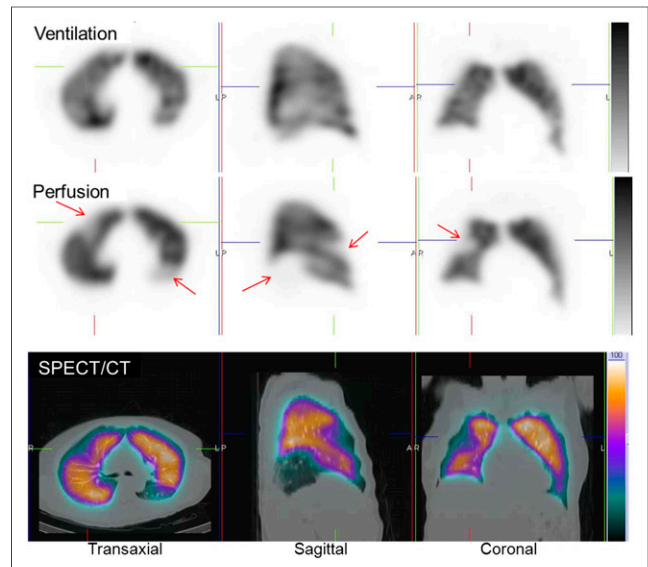 Ventilation
L P
A R
L
Perfusion
L P
A R
L
SPECT/CT
100
R
L P
A R
L
Transaxial
Sagittal
Coronal